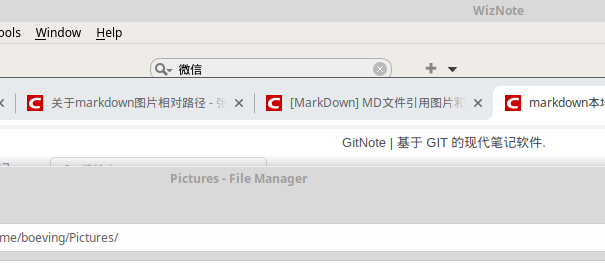 WizNote
ools Window Help
微信
关于markdown图片相对路径 - 张 [MarkDown] MD文件引用图片和 markdown本地
GitNote | 基于 GIT 的现代笔记软件.
Pictures - File Manager
me/boeving/Pictures/